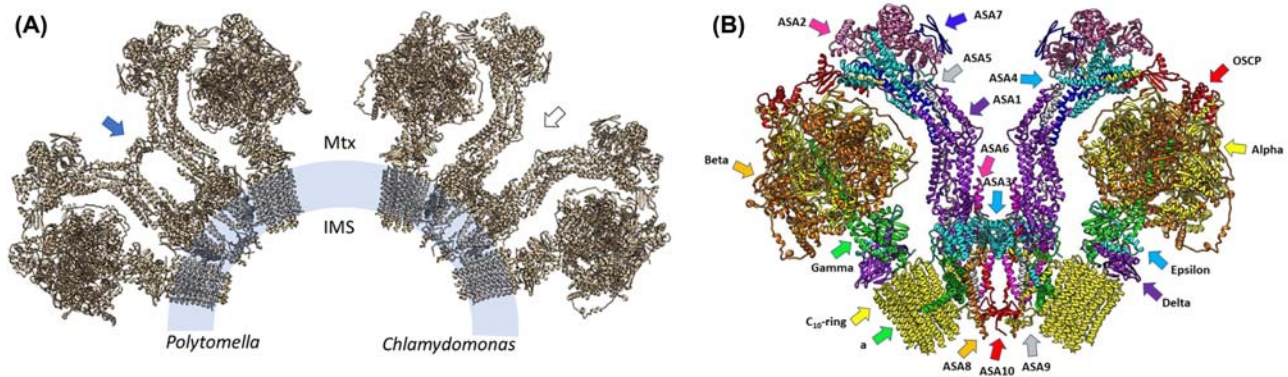 (A)
Mtx
IMS
Polytomella
Chlamydomonas
(B)
ASA2
ASA7
ASA5
ASA4
ASA1
OSCP
ASA6
ASA3
Beta
Alpha
Gamma
Epsilon
Delta
C10-ring
a
ASA8
ASA10
ASA9